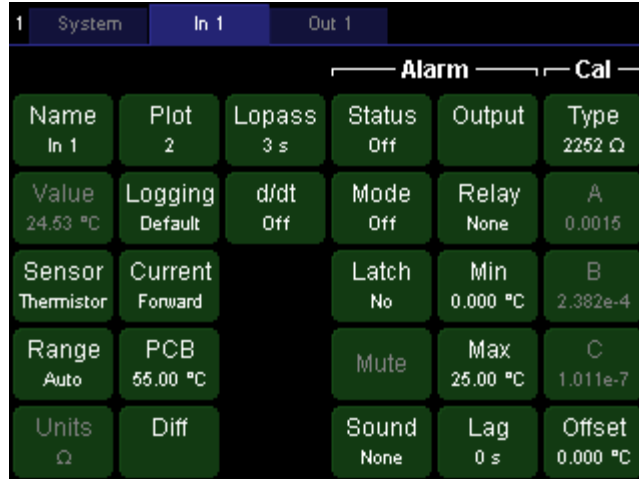 1 System In 1 Out 1
Alarm Cal
Name Plot Lopass Status Output Type
In 1 2 3 s Off 2252 Ω
Value Logging d/dt Mode Relay A
24.53 °C Default Off Off None 0.0015
Sensor Current Latch Min B
Thermistor Forward No 0.000 °C 2.382e-4
Range PCB Mute Max C
Auto 55.00 °C 25.00 °C 1.011e-7
Units Diff Sound Lag Offset
Ω None 0 s 0.000 °C